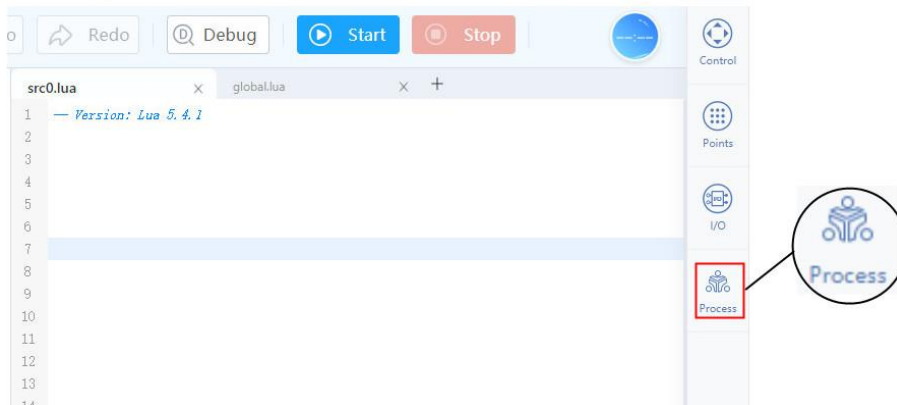 o
Redo
Debug
Start
Stop
Control
src0.lua
global.lua
1 — Version: Lua 5.4.1
2
3
4
5
6
7
8
9
10
11
12
13
Points
I/O
Process
Process